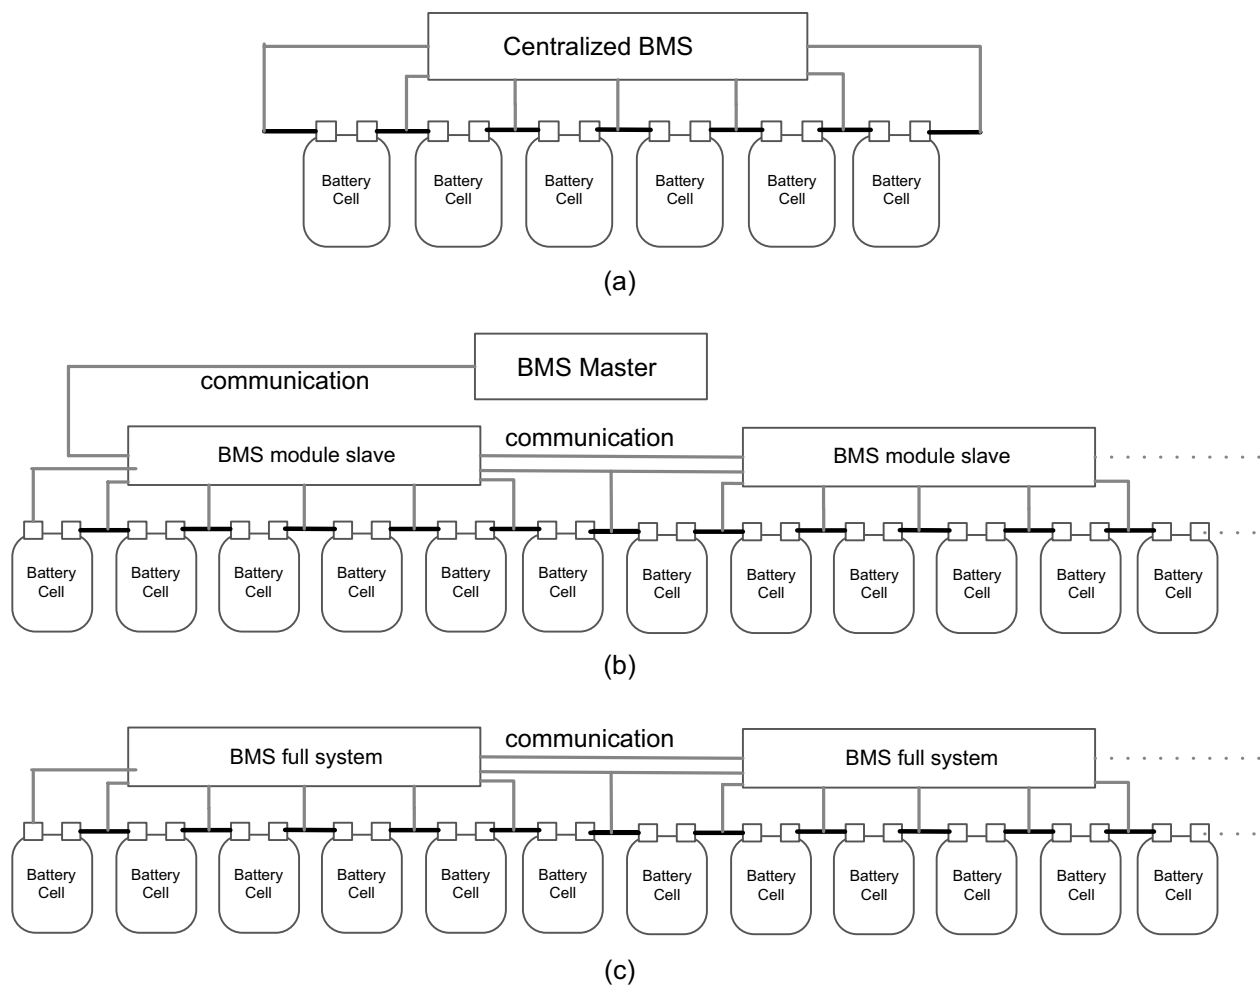 Centralized BMS
Battery Cell
Battery Cell
Battery Cell
Battery Cell
Battery Cell
Battery Cell
(a)
BMS Master
communication
communication
BMS module slave
BMS module slave
Battery Cell
Battery Cell
Battery Cell
Battery Cell
Battery Cell
Battery Cell
Battery Cell
Battery Cell
Battery Cell
Battery Cell
Battery Cell
Battery Cell
(b)
communication
BMS full system
BMS full system
Battery Cell
Battery Cell
Battery Cell
Battery Cell
Battery Cell
Battery Cell
Battery Cell
Battery Cell
Battery Cell
Battery Cell
Battery Cell
Battery Cell
(c)